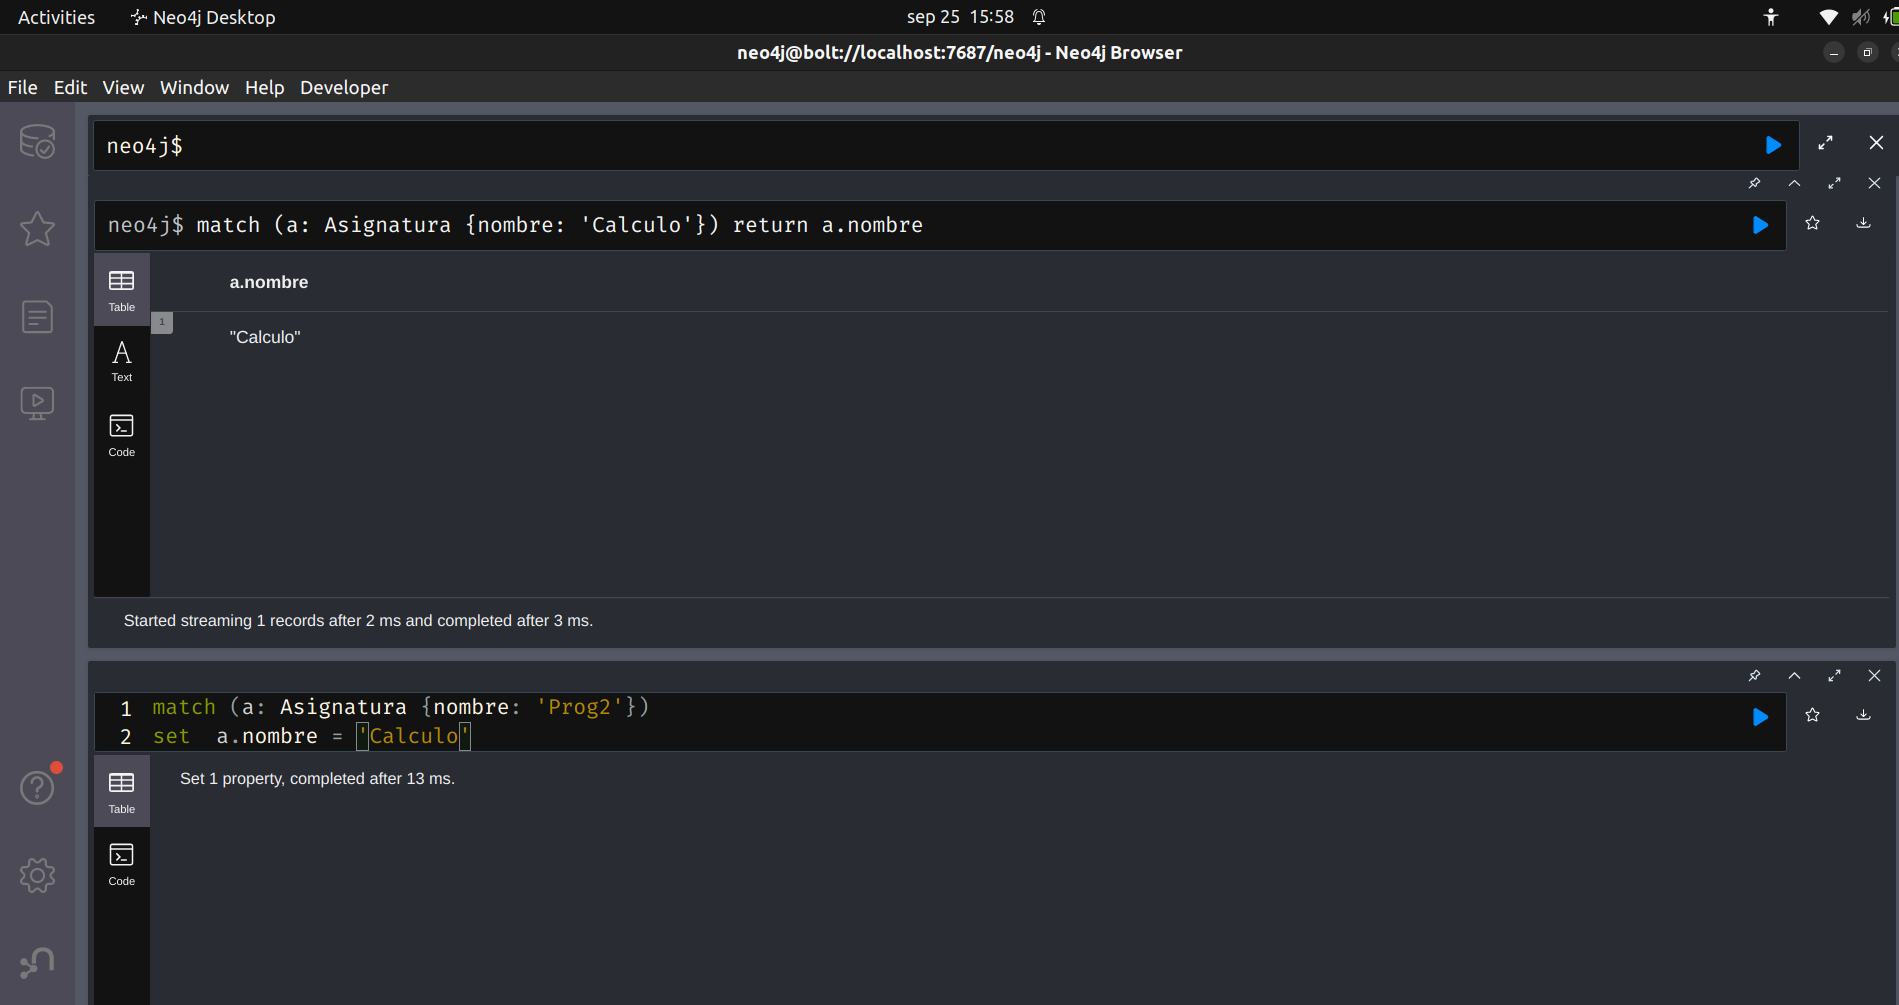 Activities Neo4j Desktop sep 25 15:58
neo4j@bolt://localhost:7687/neo4j - Neo4j Browser
File Edit View Window Help Developer
neo4j$
neo4j$ match (a: Asignatura {nombre: 'Calculo'}) return a.nombre
Table
Text
Code
a.nombre
1
"Calculo"
Started streaming 1 records after 2 ms and completed after 3 ms.
1 match (a: Asignatura {nombre: 'Prog2'})
2 set  a.nombre = 'Calculo'
Table
Code
Set 1 property, completed after 13 ms.